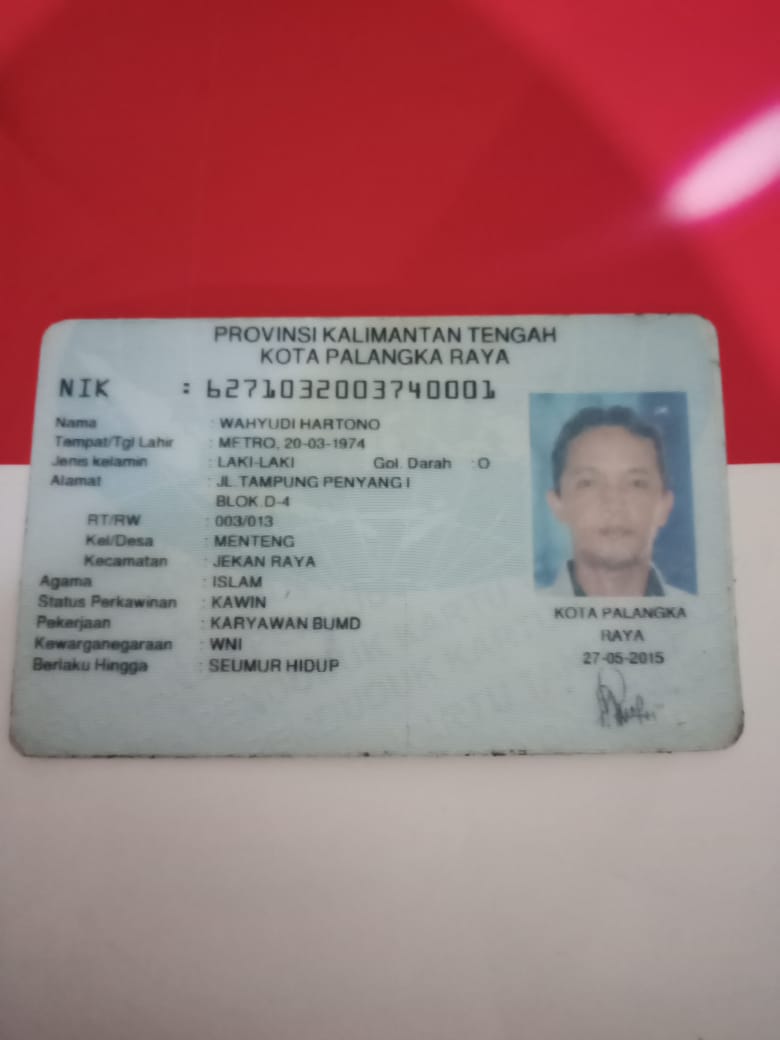 PROVINSI KALIMANTAN TENGAH
KOTA PALANGKA RAYA
NIK : 6271032003740001
Nama : WAHYUDI HARTONO
Tempat/Tgl Lahir : METRO, 20-03-1974
Jenis kelamin : LAKI-LAKI Gol. Darah : O
Alamat : JL. TAMPUNG PENYANG I
BLOK.D-4
RT/RW : 003/013
Kel/Desa : MENTENG
Kecamatan : JEKAN RAYA
Agama : ISLAM
Status Perkawinan : KAWIN
Pekerjaan : KARYAWAN BUMD
Kewarganegaraan : WNI
Berlaku Hingga : SEUMUR HIDUP
KOTA PALANGKA
RAYA
27-05-2015